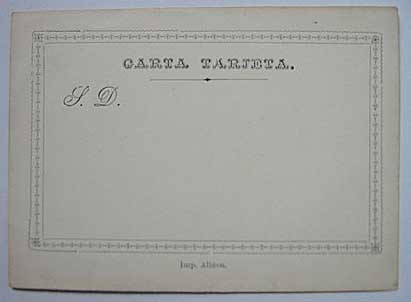 CARTA TARJETA.
S. D.
Imp. Albion.